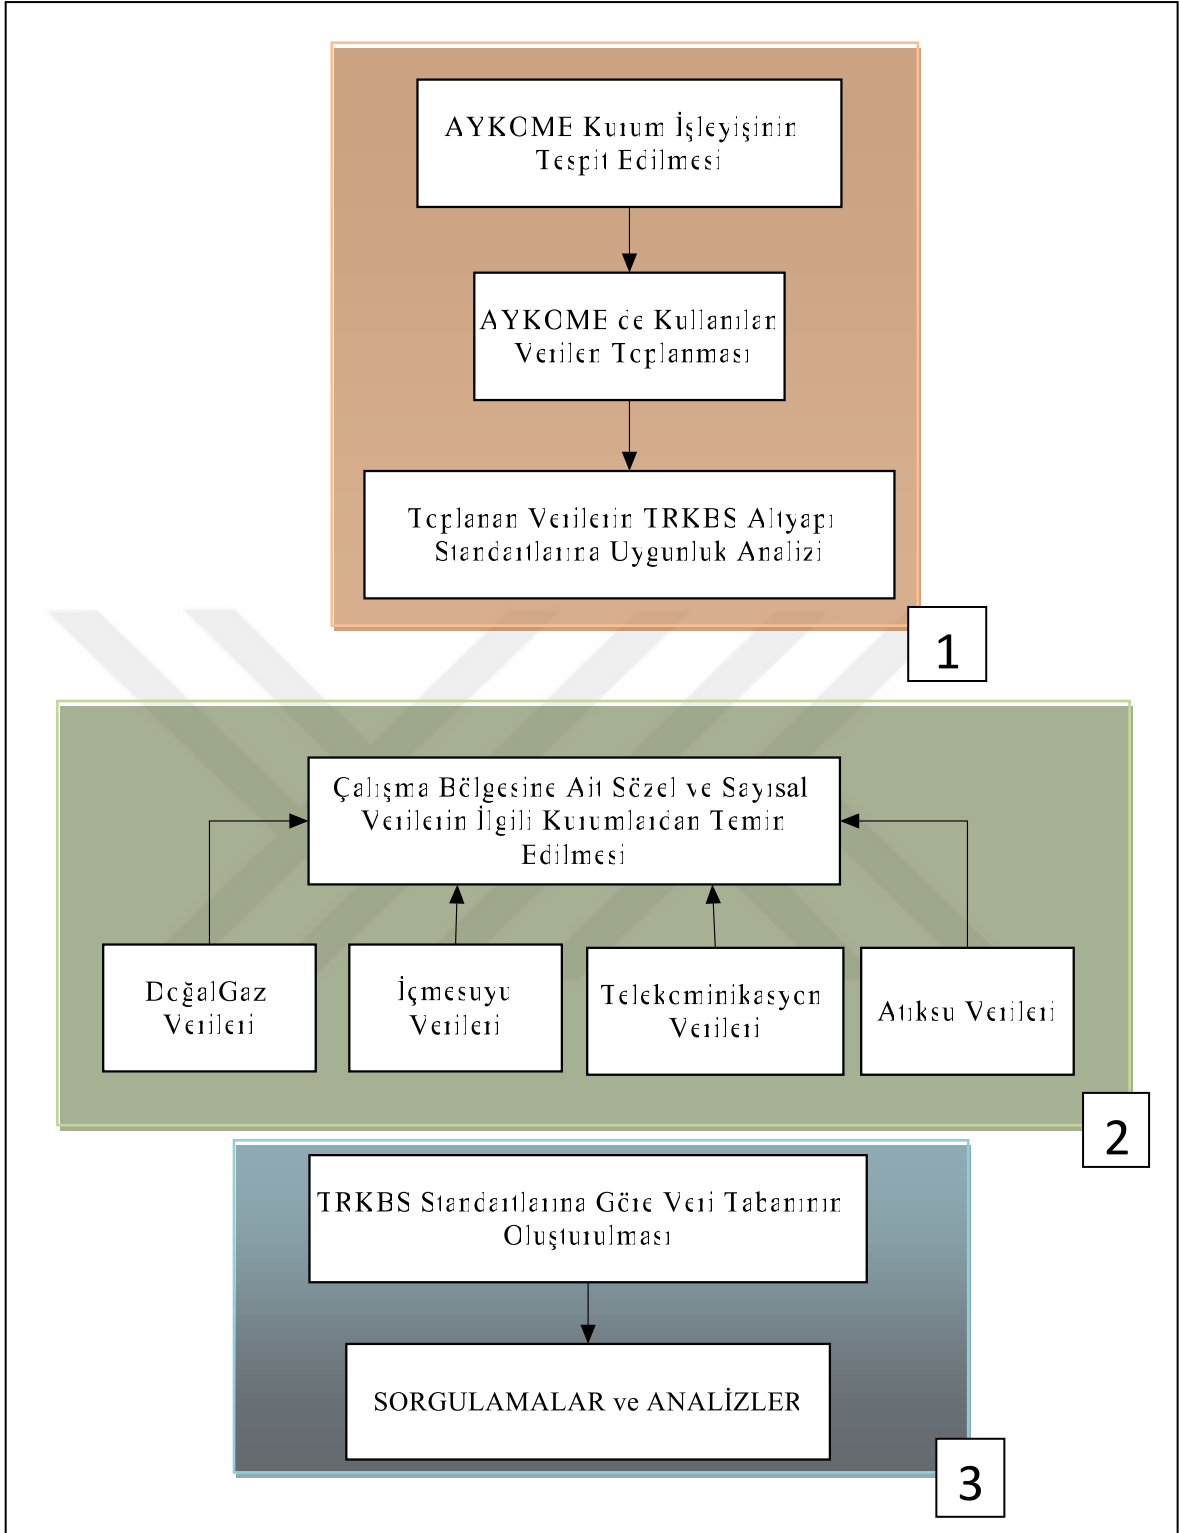 AYKOME Kurum İşleyişinin
Tespit Edilmesi
AYKOME de Kullanılan
Verilen Toplanması
Toplanan Verilerin TRKBS Altyapı
Standartlarına Uygunluk Analizi
1
Çalışma Bölgesine Ait Sözel ve Sayısal
Verilerin İlgili Kurumlardan Temin
Edilmesi
DoğalGaz
Verileri
İçmesuyu
Verileri
Telekominikasyon
Verileri
Atıksu Verileri
2
TRKBS Standartlarına Göre Veri Tabanının
Oluşturulması
SORGULAMALAR ve ANALİZLER
3